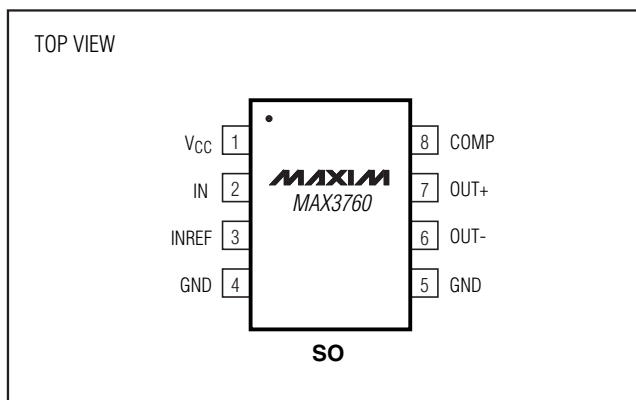 TOP VIEW
VCC 1 8 COMP
IN 2 MAXIM 7 OUT+
MAX3760
INREF 3 6 OUT-
GND 4 5 GND
SO